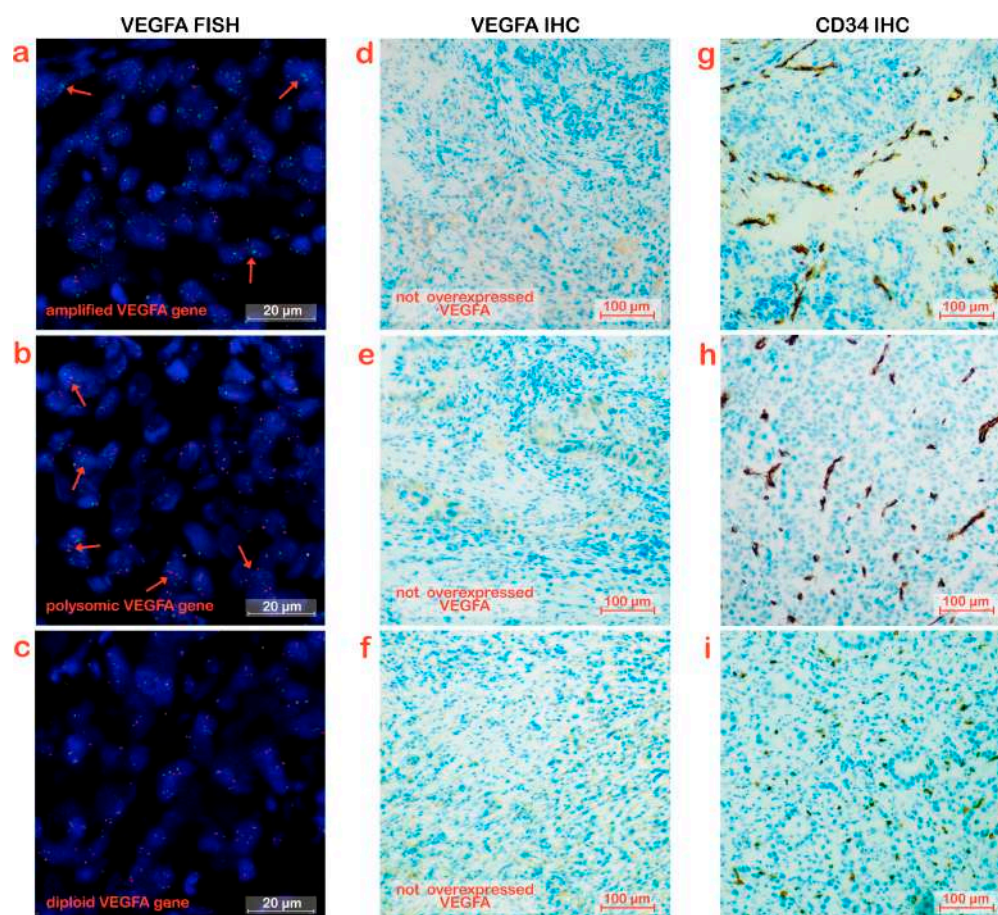 VEGFA FISH
VEGFA IHC
CD34 IHC
a
amplified VEGFA gene
20 µm
d
not overexpressed
VEGFA
100 µm
g
100 µm
b
polysomic VEGFA gene
20 µm
e
not overexpressed
VEGFA
100 µm
h
100 µm
c
diploid VEGFA gene
20 µm
f
not overexpressed
VEGFA
100 µm
i
100 µm